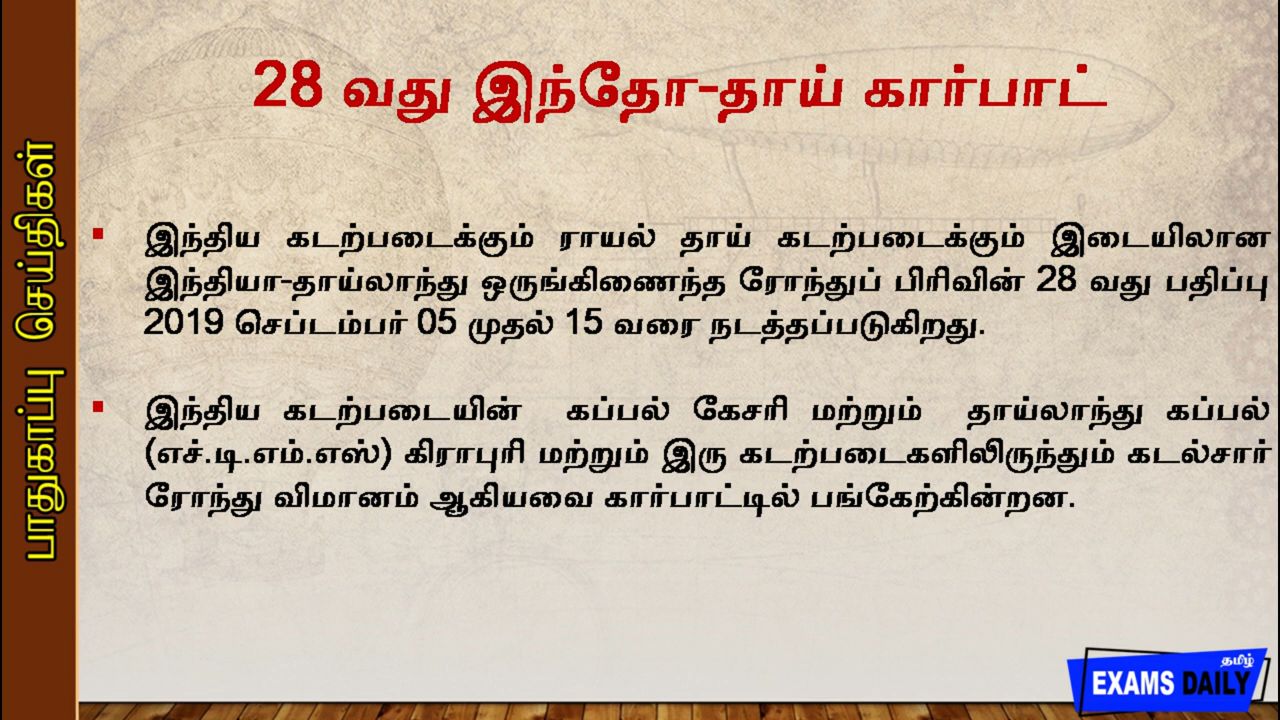 28 வது இந்தோ-தாய் கார்பாட்
பாதுகாப்பு செய்திகள்
இந்திய கடற்படைக்கும் ராயல் தாய் கடற்படைக்கும் இடையிலான
இந்தியா-தாய்லாந்து ஒருங்கிணைந்த ரோந்துப் பிரிவின் 28 வது பதிப்பு
2019 செப்டம்பர் 05 முதல் 15 வரை நடத்தப்படுகிறது.
இந்திய கடற்படையின் கப்பல் கேசரி மற்றும் தாய்லாந்து கப்பல்
(எச்.டி.எம்.எஸ்) கிராபுரி மற்றும் இரு கடற்படைகளிலிருந்தும் கடல்சார்
ரோந்து விமானம் ஆகியவை கார்பாட்டில் பங்கேற்கின்றன.
தமிழ்
EXAMS DAILY